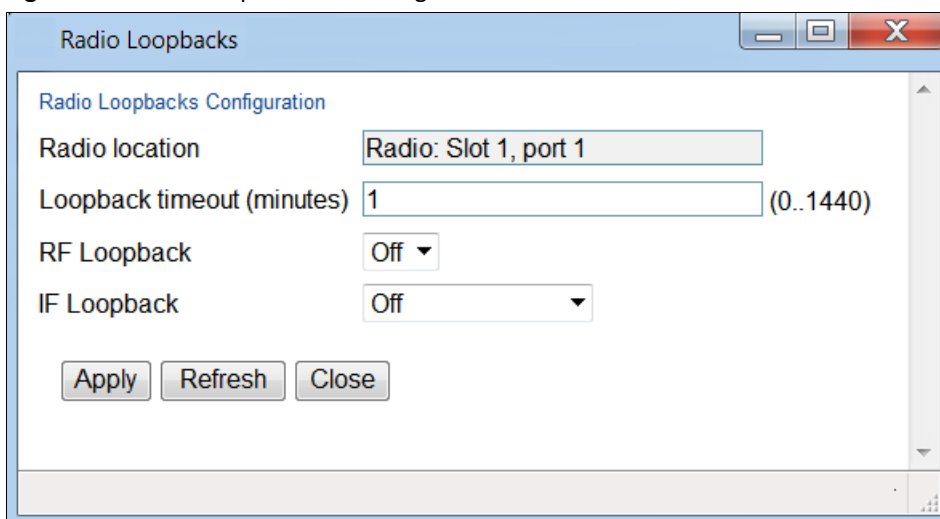 Radio Loopbacks
Radio Loopbacks Configuration
Radio location Radio: Slot 1, port 1
Loopback timeout (minutes) 1 (0..1440)
RF Loopback Off
IF Loopback Off
Apply Refresh Close